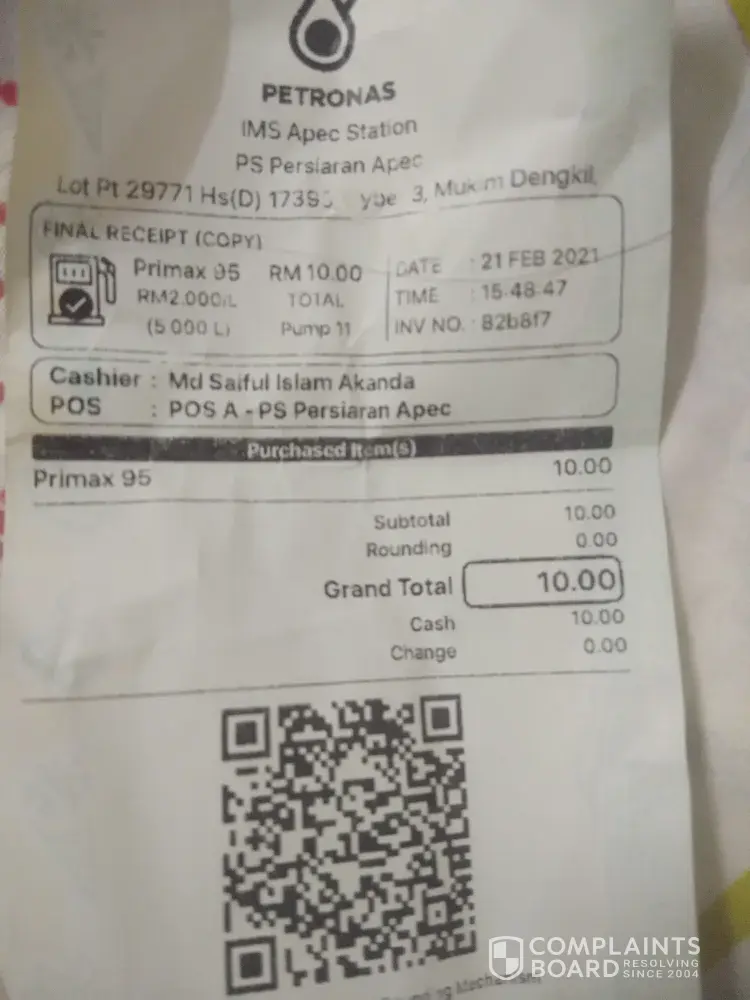 PETRONAS
IMS Apec Station
PS Persiaran Apec
Lot Pt 29771 Hs(D) 3, Mukim Dengkil,
FINAL RECEIPT (COPY)
Primax 95 RM 10.00
RM2.000/L TOTAL
(5.000 L) Pump 11
DATE : 21 FEB 2021
TIME : 15:48:47
INV NO. : 82b8f7
Cashier : Md Saiful Islam Akanda
POS : POS A - PS Persiaran Apec
Purchased Item(s)
Primax 95 10.00
Subtotal 10.00
Rounding 0.00
Grand Total 10.00
Cash 10.00
Change 0.00
COMPLAINTS
BOARD RESOLVING
SINCE 2004